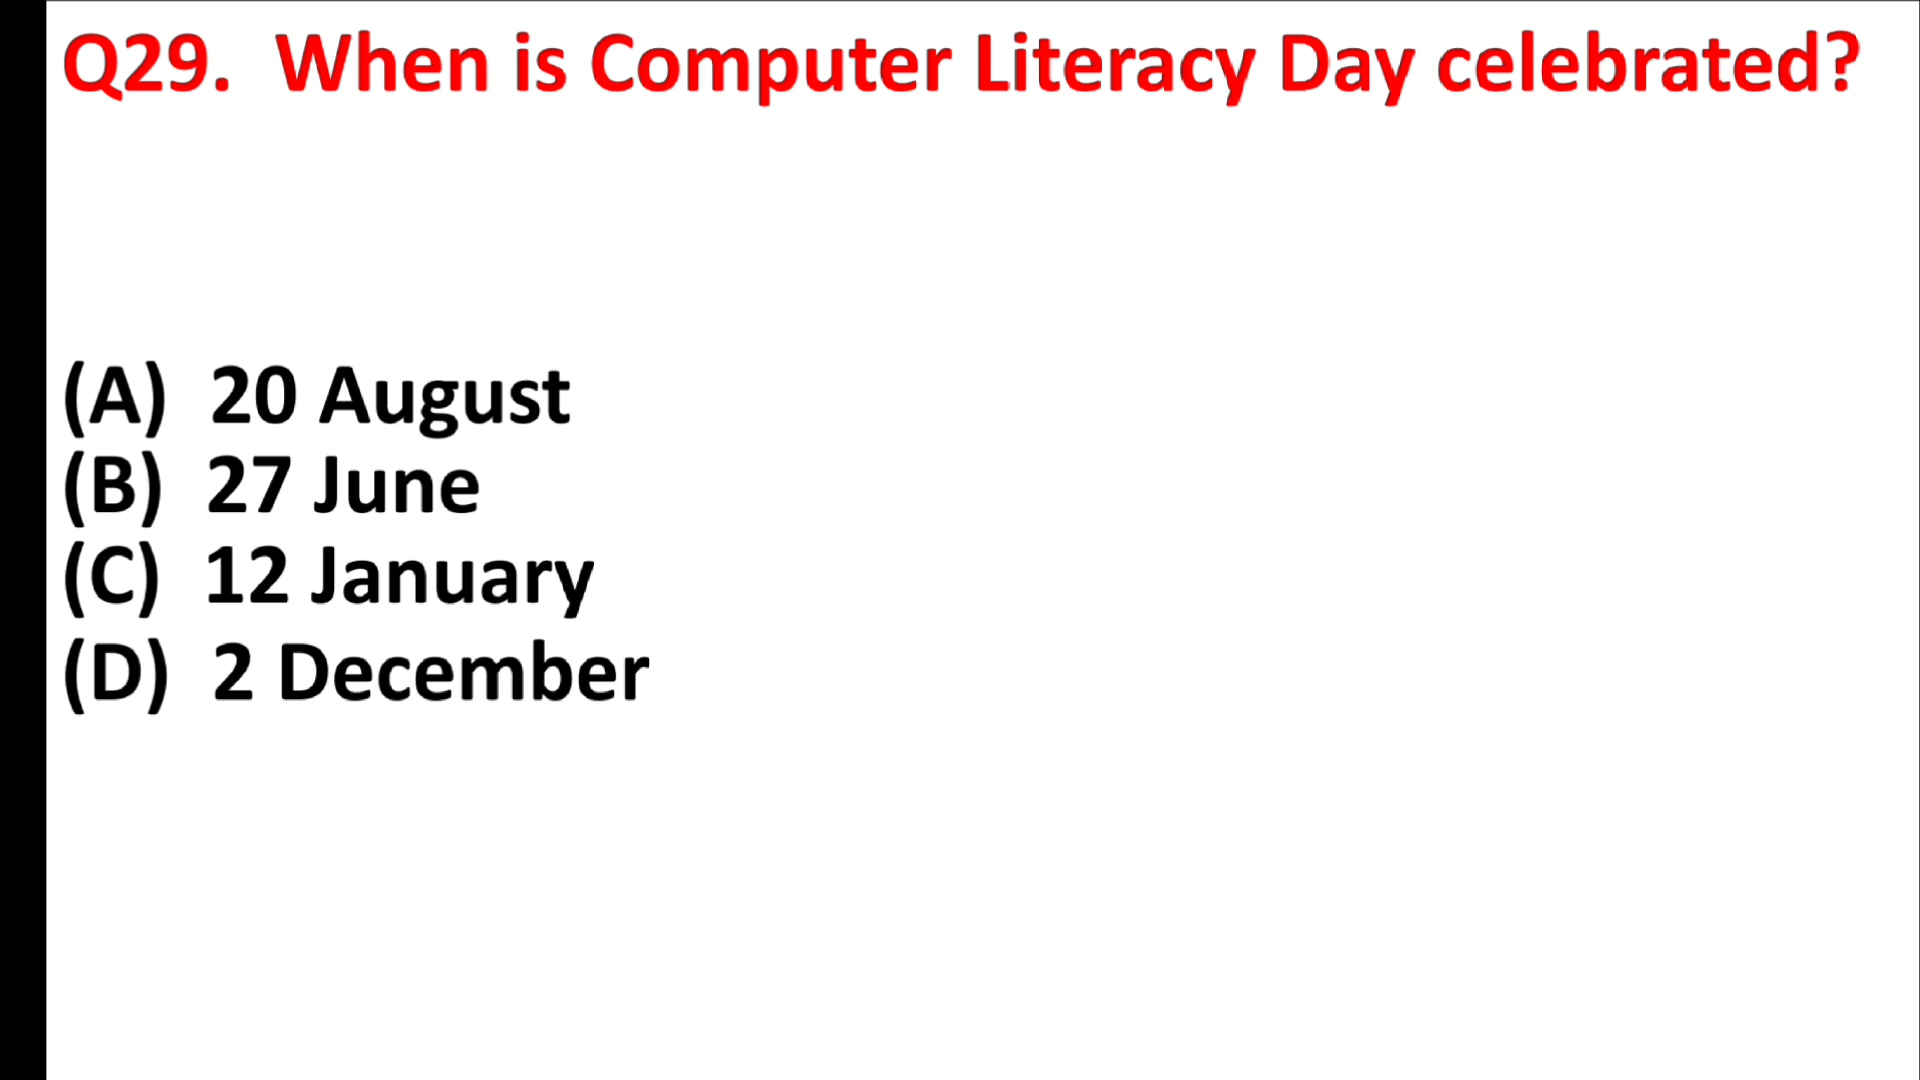 Q29. When is Computer Literacy Day celebrated?
(A) 20 August
(B) 27 June
(C) 12 January
(D) 2 December